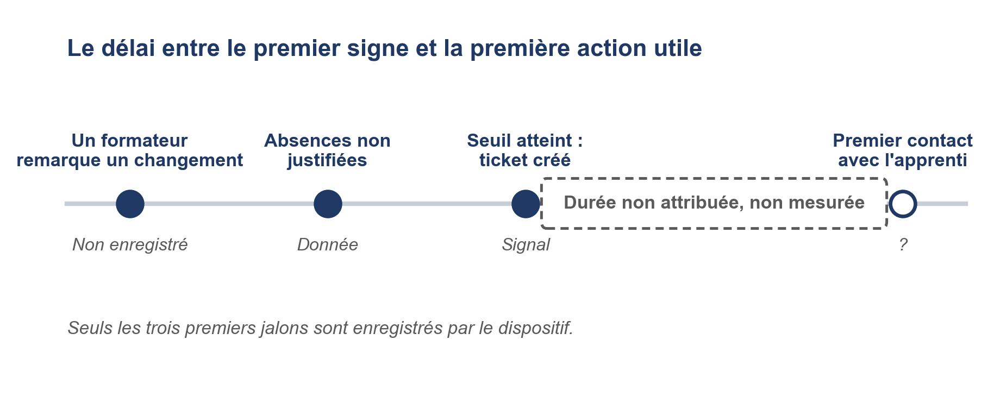 Le délai entre le premier signe et la première action utile
Un formateur
remarque un changement
Absences non
justifiées
Seuil atteint :
ticket créé
Premier contact
avec l'apprenti
Durée non attribuée, non mesurée
Non enregistré
Donnée
Signal
?
Seuls les trois premiers jalons sont enregistrés par le dispositif.